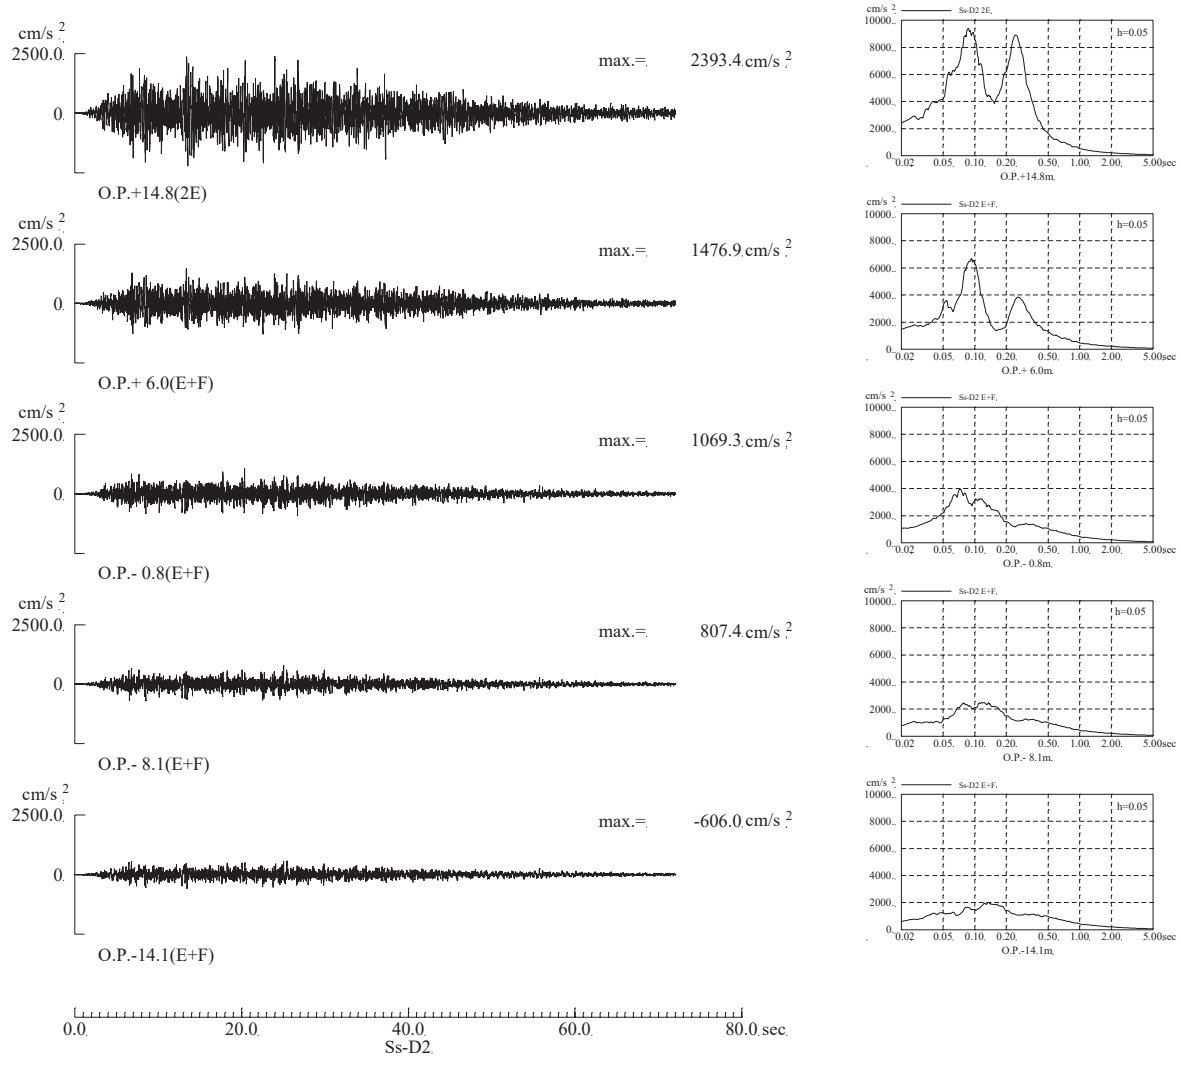 cm/s 2
2500.0
max.= 2393.4 cm/s 2
0.
O.P.+14.8(2E)
cm/s 2
2500.0
max.= 1476.9 cm/s 2
0.
O.P.+ 6.0(E+F)
cm/s 2
2500.0
max.= 1069.3 cm/s 2
0.
O.P.- 0.8(E+F)
cm/s 2
2500.0
max.= 807.4 cm/s 2
0.
O.P.- 8.1(E+F)
cm/s 2
2500.0
max.= -606.0 cm/s 2
0.
O.P.-14.1(E+F)
0.0 20.0 40.0 60.0 80.0 sec
Ss-D2
cm/s 2 Ss-D2 2E
10000.
h=0.05
8000.
6000.
4000.
2000.
0.
0.02 0.05 0.10 0.20 0.50 1.00 2.00 5.00sec
O.P.+14.8m
cm/s 2 Ss-D2 E+F
10000.
h=0.05
8000.
6000.
4000.
2000.
0.
0.02 0.05 0.10 0.20 0.50 1.00 2.00 5.00sec
O.P.+ 6.0m
cm/s 2 Ss-D2 E+F
10000.
h=0.05
8000.
6000.
4000.
2000.
0.
0.02 0.05 0.10 0.20 0.50 1.00 2.00 5.00sec
O.P.- 0.8m
cm/s 2 Ss-D2 E+F
10000.
h=0.05
8000.
6000.
4000.
2000.
0.
0.02 0.05 0.10 0.20 0.50 1.00 2.00 5.00sec
O.P.- 8.1m
cm/s 2 Ss-D2 E+F
10000.
h=0.05
8000.
6000.
4000.
2000.
0.
0.02 0.05 0.10 0.20 0.50 1.00 2.00 5.00sec
O.P.-14.1m